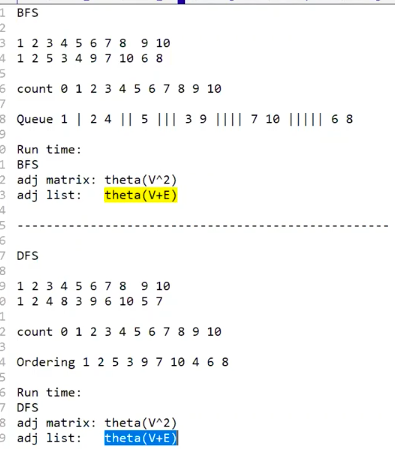 1 BFS
2
3 1 2 3 4 5 6 7 8  9 10
4 1 2 5 3 4 9 7 10 6 8
5
6 count 0 1 2 3 4 5 6 7 8 9 10
7
8 Queue 1 | 2 4 || 5 ||| 3 9 |||| 7 10 ||||| 6 8
9
0 Run time:
1 BFS
2 adj matrix: theta(V^2)
3 adj list:   theta(V+E)
4
5 ---------------------------------------------------
6
7 DFS
8
9 1 2 3 4 5 6 7 8  9 10
0 1 2 4 8 3 9 6 10 5 7
1
2 count 0 1 2 3 4 5 6 7 8 9 10
3
4 Ordering 1 2 5 3 9 7 10 4 6 8
5
6 Run time:
7 DFS
8 adj matrix: theta(V^2)
9 adj list:   theta(V+E)